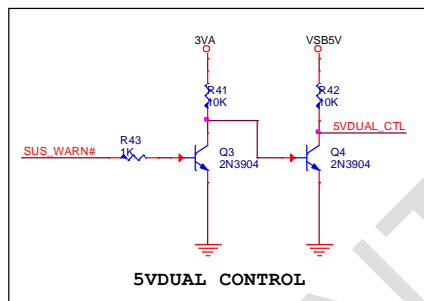 3VA VSB5V
R41 R42
10K 10K
5VDUAL_CTL
R43
SUS_WARN# 1K Q3 Q4
2N3904 2N3904
5VDUAL CONTROL